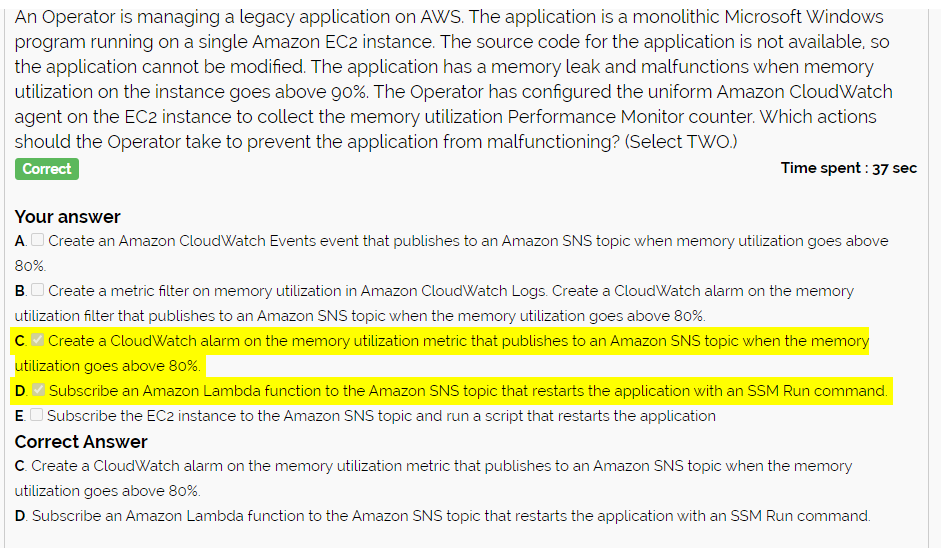 An Operator is managing a legacy application on AWS. The application is a monolithic Microsoft Windows
program running on a single Amazon EC2 instance. The source code for the application is not available, so
the application cannot be modified. The application has a memory leak and malfunctions when memory
utilization on the instance goes above 90%. The Operator has configured the uniform Amazon CloudWatch
agent on the EC2 instance to collect the memory utilization Performance Monitor counter. Which actions
should the Operator take to prevent the application from malfunctioning? (Select TWO.)
Correct Time spent : 37 sec
Your answer
A. Create an Amazon CloudWatch Events event that publishes to an Amazon SNS topic when memory utilization goes above
80%.
B. Create a metric filter on memory utilization in Amazon CloudWatch Logs. Create a CloudWatch alarm on the memory
utilization filter that publishes to an Amazon SNS topic when the memory utilization goes above 80%.
C. Create a CloudWatch alarm on the memory utilization metric that publishes to an Amazon SNS topic when the memory
utilization goes above 80%.
D. Subscribe an Amazon Lambda function to the Amazon SNS topic that restarts the application with an SSM Run command.
E. Subscribe the EC2 instance to the Amazon SNS topic and run a script that restarts the application
Correct Answer
C. Create a CloudWatch alarm on the memory utilization metric that publishes to an Amazon SNS topic when the memory
utilization goes above 80%.
D. Subscribe an Amazon Lambda function to the Amazon SNS topic that restarts the application with an SSM Run command.